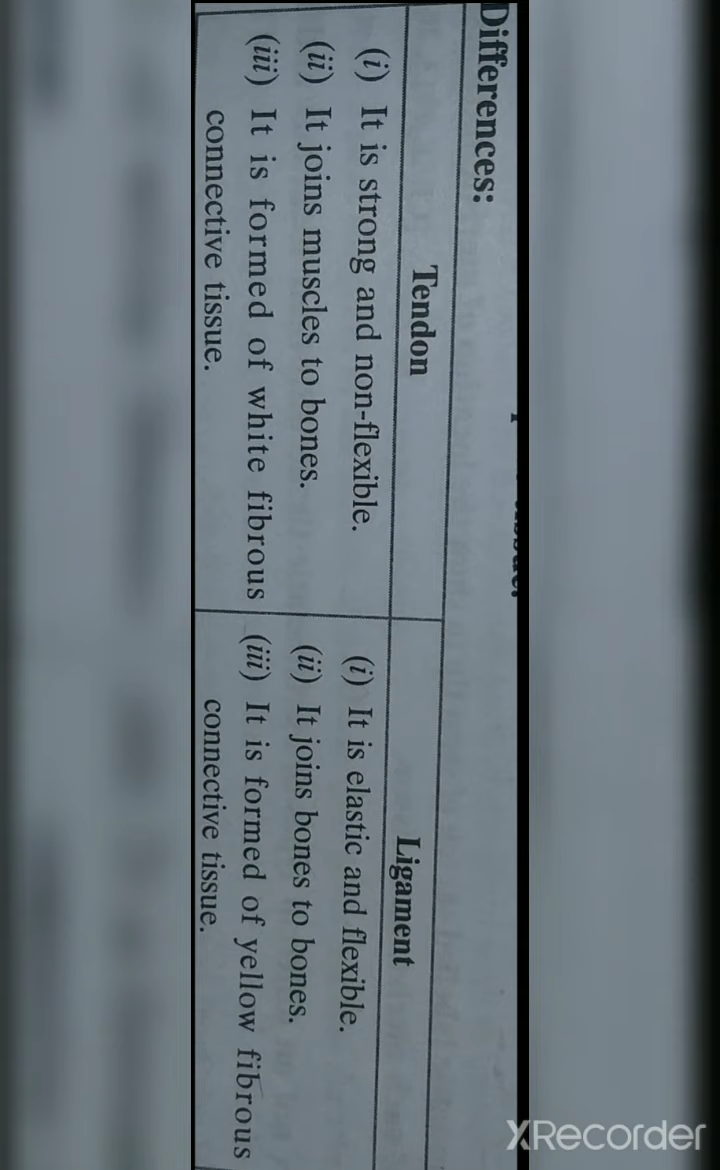 Differences:
Tendon
(i) It is strong and non-flexible.
(ii) It joins muscles to bones.
(iii) It is formed of white fibrous
connective tissue.
Ligament
(i) It is elastic and flexible.
(ii) It joins bones to bones.
(iii) It is formed of yellow fibrous
connective tissue.
XRecorder